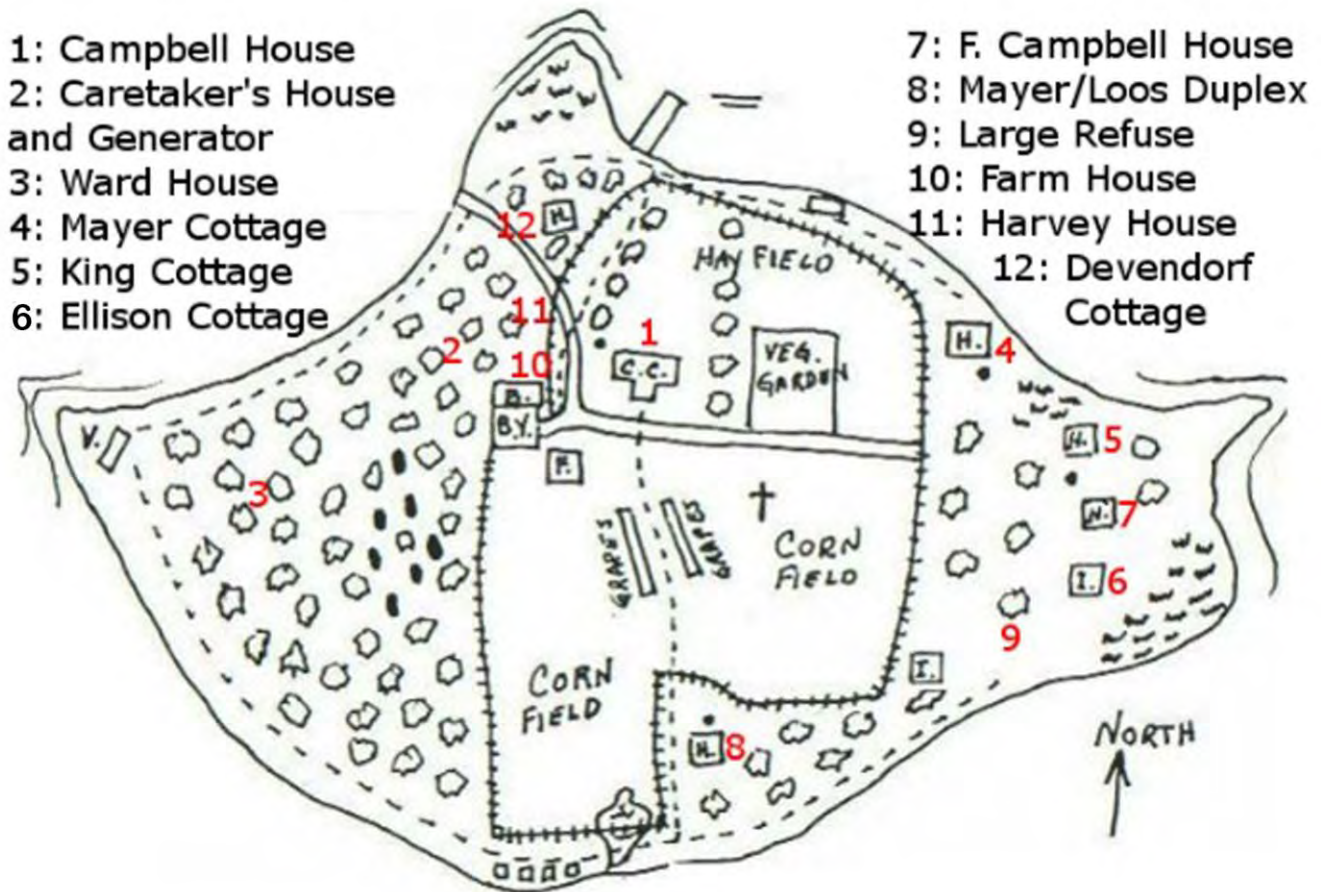 1: Campbell House
2: Caretaker's House
and Generator
3: Ward House
4: Mayer Cottage
5: King Cottage
6: Ellison Cottage
7: F. Campbell House
8: Mayer/Loos Duplex
9: Large Refuse
10: Farm House
11: Harvey House
12: Devendorf
Cottage
12
H.
HAY FIELD
11
1
2
10
C.C.
VEG.
GARDEN
H.
4
B.
B.Y.
V.
F.
H.
5
3
H.
7
GRAPES
GRAPES
CORN
FIELD
I.
6
9
I.
CORN
FIELD
H.
8
NORTH